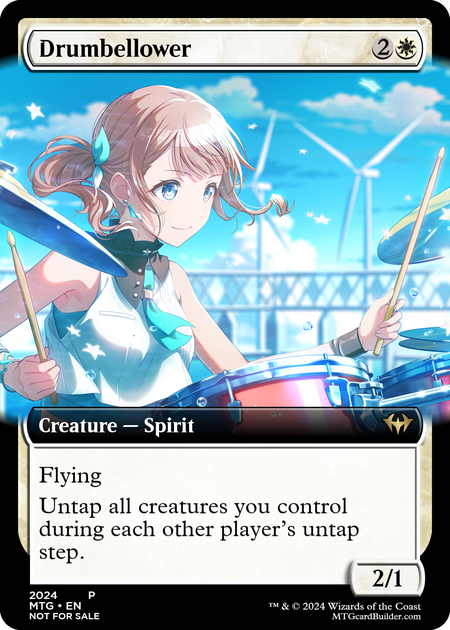 Drumbellower 2
Creature — Spirit
Flying
Untap all creatures you control
during each other player's untap
step.
2/1
2024 P
MTG • EN
NOT FOR SALE
™ & © 2024 Wizards of the Coast
MTGcardBuilder.com